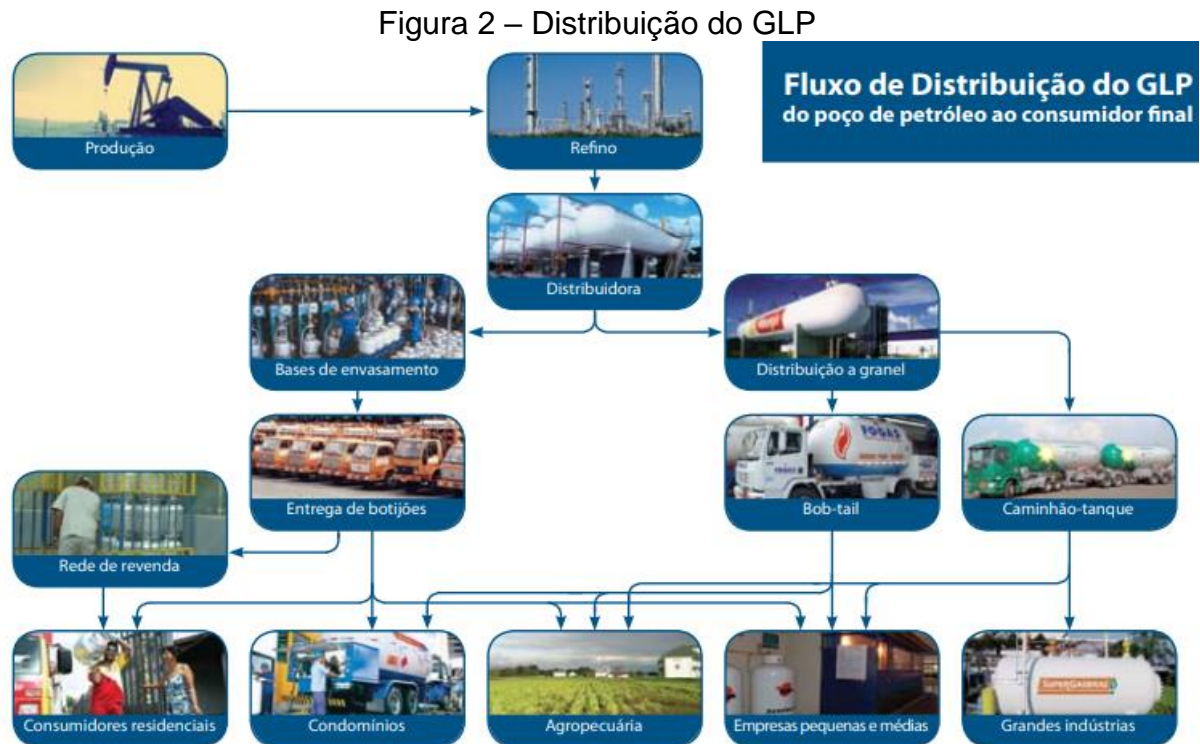 Figura 2 – Distribuição do GLP
Fluxo de Distribuição do GLP
do poço de petróleo ao consumidor final
Produção
Refino
Distribuidora
Bases de envasamento
Distribuição a granel
Entrega de botijões
FOGAS
Bob-tail
Caminhão-tanque
Rede de revenda
Consumidores residenciais
Condomínios
Agropecuária
Empresas pequenas e médias
SUPERGASBRAS
Grandes indústrias